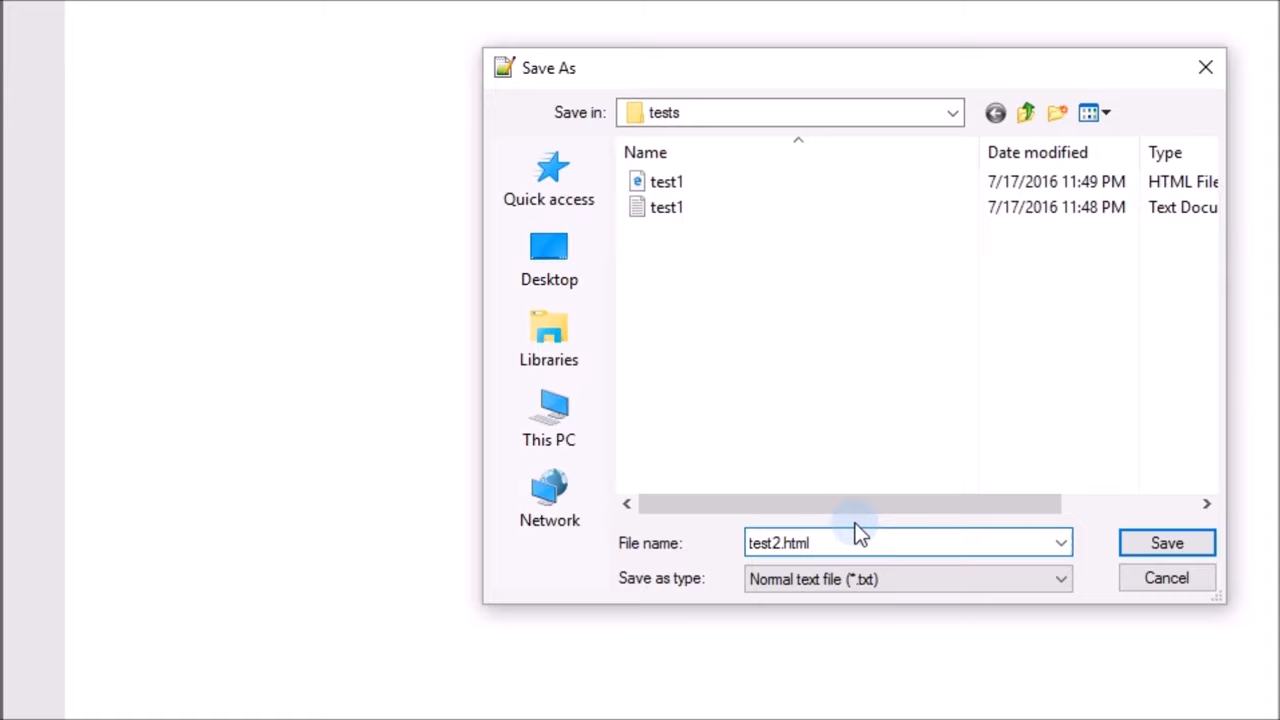 Save As
Save in: tests
Name Date modified Type
test1 7/17/2016 11:49 PM HTML File
test1 7/17/2016 11:48 PM Text Docu
Quick access
Desktop
Libraries
This PC
Network
File name: test2.html Save
Save as type: Normal text file (*.txt) Cancel